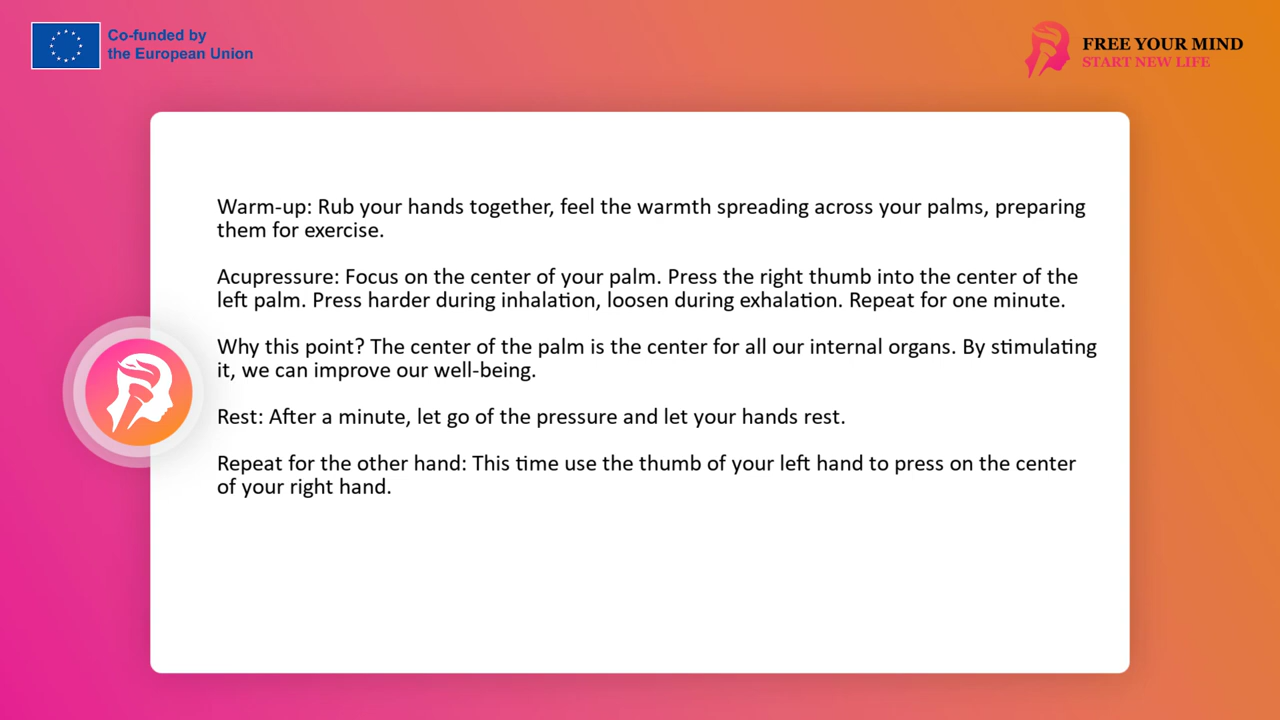 Co-funded by
the European Union
FREE YOUR MIND
START NEW LIFE
Warm-up: Rub your hands together, feel the warmth spreading across your palms, preparing
them for exercise.
Acupressure: Focus on the center of your palm. Press the right thumb into the center of the
left palm. Press harder during inhalation, loosen during exhalation. Repeat for one minute.
Why this point? The center of the palm is the center for all our internal organs. By stimulating
it, we can improve our well-being.
Rest: After a minute, let go of the pressure and let your hands rest.
Repeat for the other hand: This time use the thumb of your left hand to press on the center
of your right hand.